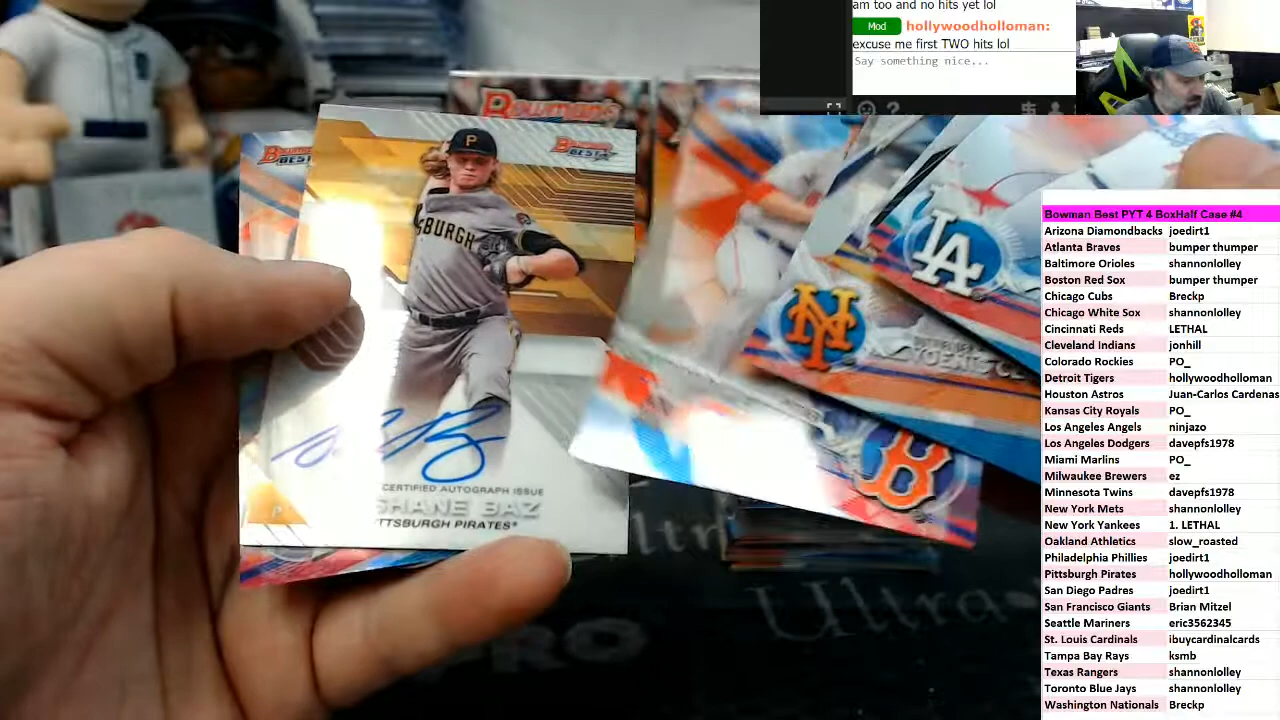 am too and no hits yet lol
Mod hollywoodholloman:
excuse me first TWO hits lol
Say something nice...
Bowman's
BOWMAN'S BEST
P
SBURGH
CERTIFIED AUTOGRAPH ISSUE
SHANE BAZ
PITTSBURGH PIRATES
LA
NY
YOENIS
B
Ultra
PRO
Bowman Best PYT 4 BoxHalf Case #4
Arizona Diamondbacks joedirt1
Atlanta Braves bumper thumper
Baltimore Orioles shannonlolley
Boston Red Sox bumper thumper
Chicago Cubs Breckp
Chicago White Sox shannonlolley
Cincinnati Reds LETHAL
Cleveland Indians jonhill
Colorado Rockies PO_
Detroit Tigers hollywoodholloman
Houston Astros Juan-Carlos Cardenas
Kansas City Royals PO_
Los Angeles Angels ninjazo
Los Angeles Dodgers davepfs1978
Miami Marlins PO_
Milwaukee Brewers ez
Minnesota Twins davepfs1978
New York Mets shannonlolley
New York Yankees 1. LETHAL
Oakland Athletics slow_roasted
Philadelphia Phillies joedirt1
Pittsburgh Pirates hollywoodholloman
San Diego Padres joedirt1
San Francisco Giants Brian Mitzel
Seattle Mariners eric3562345
St. Louis Cardinals ibuycardinalcards
Tampa Bay Rays ksmb
Texas Rangers shannonlolley
Toronto Blue Jays shannonlolley
Washington Nationals Breckp